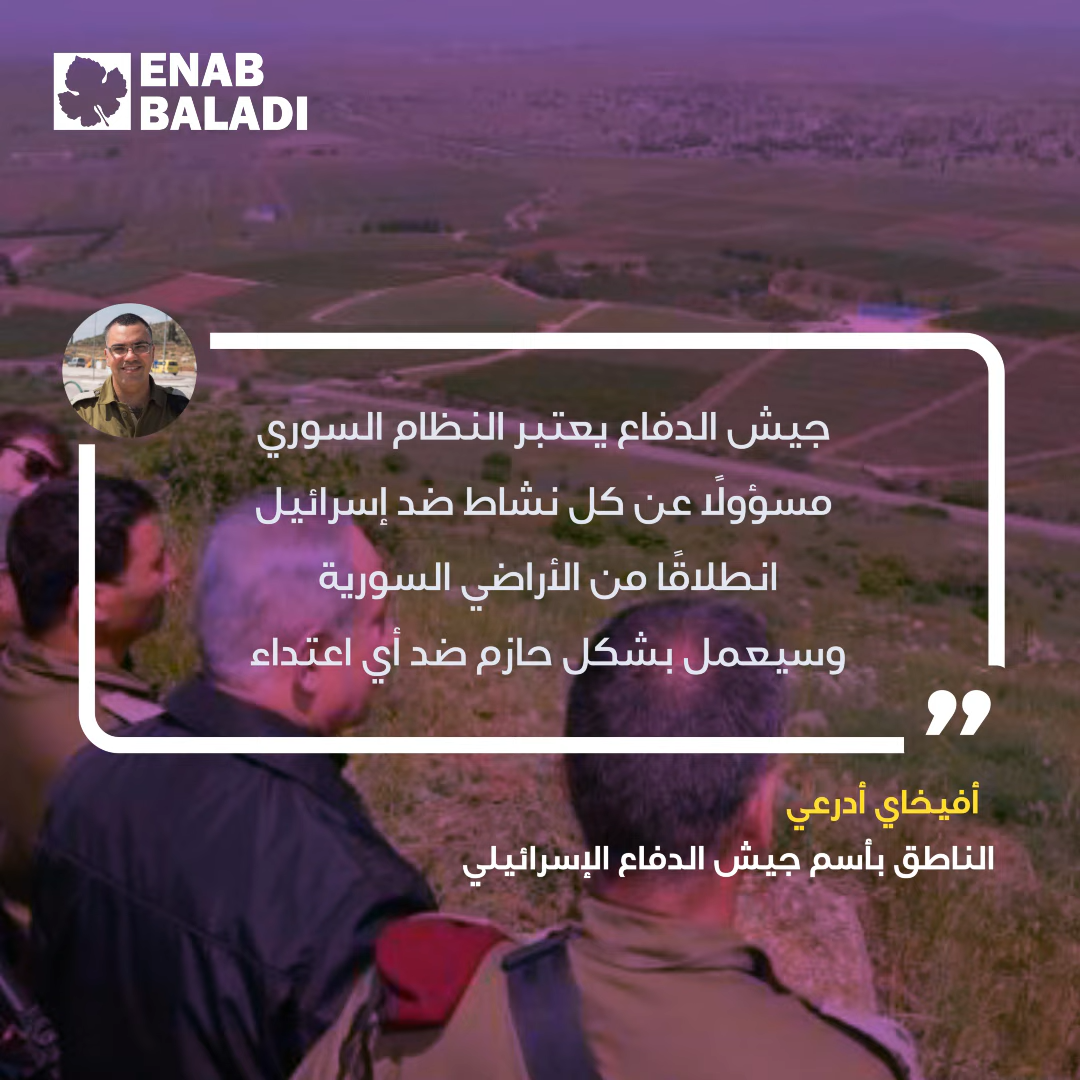 ENAB
BALADI
جيش الدفاع يعتبر النظام السوري
مسؤولًا عن كل نشاط ضد إسرائيل
انطلاقًا من الأراضي السورية
وسيعمل بشكل حازم ضد أي اعتداء
”
أفيخاي أدرعي
الناطق بأسم جيش الدفاع الإسرائيلي